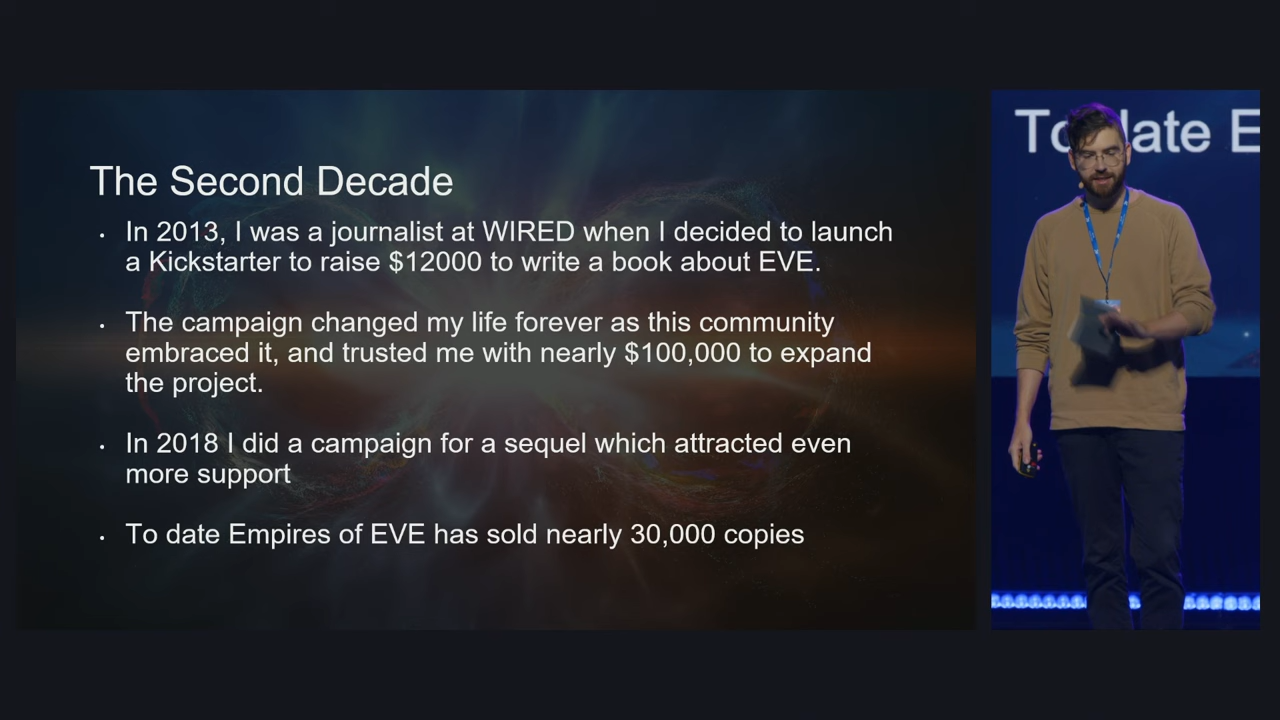 The Second Decade
• In 2013, I was a journalist at WIRED when I decided to launch
a Kickstarter to raise $12000 to write a book about EVE.
• The campaign changed my life forever as this community
embraced it, and trusted me with nearly $100,000 to expand
the project.
• In 2018 I did a campaign for a sequel which attracted even
more support
• To date Empires of EVE has sold nearly 30,000 copies
To date E